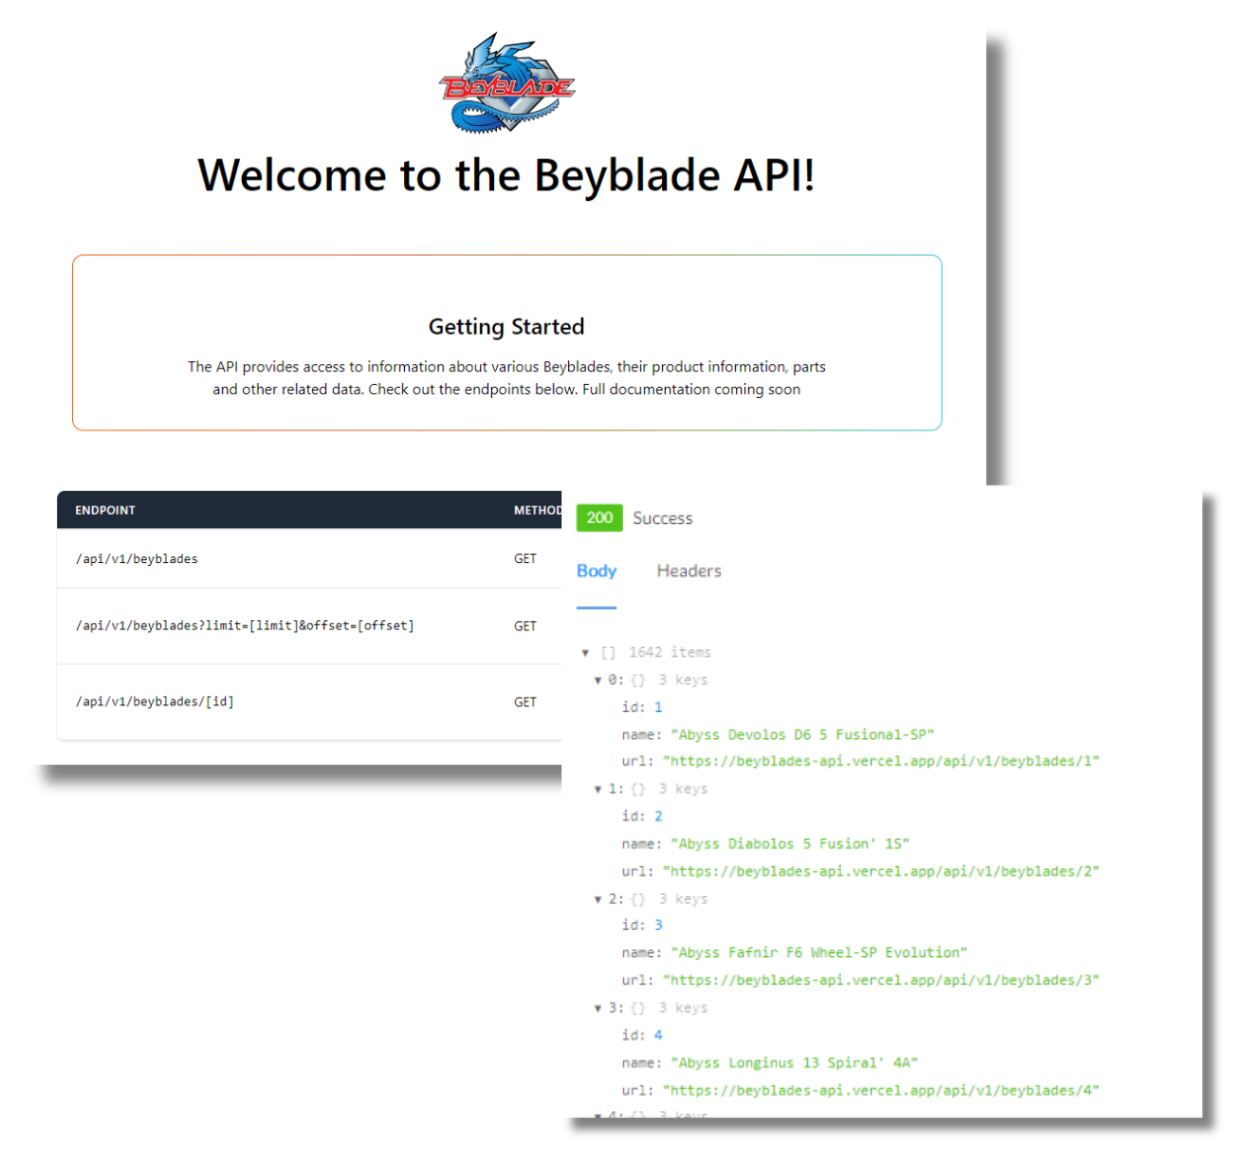 BEYBLADE
Welcome to the Beyblade API!
Getting Started
The API provides access to information about various Beyblades, their product information, parts
and other related data. Check out the endpoints below. Full documentation coming soon
ENDPOINT METHOD
/api/v1/beyblades GET
/api/v1/beyblades?limit=[limit]&offset=[offset] GET
/api/v1/beyblades/[id] GET
200 Success
Body Headers
▼ [] 1642 items
▼ 0: {} 3 keys
id: 1
name: "Abyss Devolos D6 5 Fusional-SP"
url: "https://beyblades-api.vercel.app/api/v1/beyblades/1"
▼ 1: {} 3 keys
id: 2
name: "Abyss Diabolos 5 Fusion' 1S"
url: "https://beyblades-api.vercel.app/api/v1/beyblades/2"
▼ 2: {} 3 keys
id: 3
name: "Abyss Fafnir F6 Wheel-SP Evolution"
url: "https://beyblades-api.vercel.app/api/v1/beyblades/3"
▼ 3: {} 3 keys
id: 4
name: "Abyss Longinus 13 Spiral' 4A"
url: "https://beyblades-api.vercel.app/api/v1/beyblades/4"
▼ 4: {} 3 keys